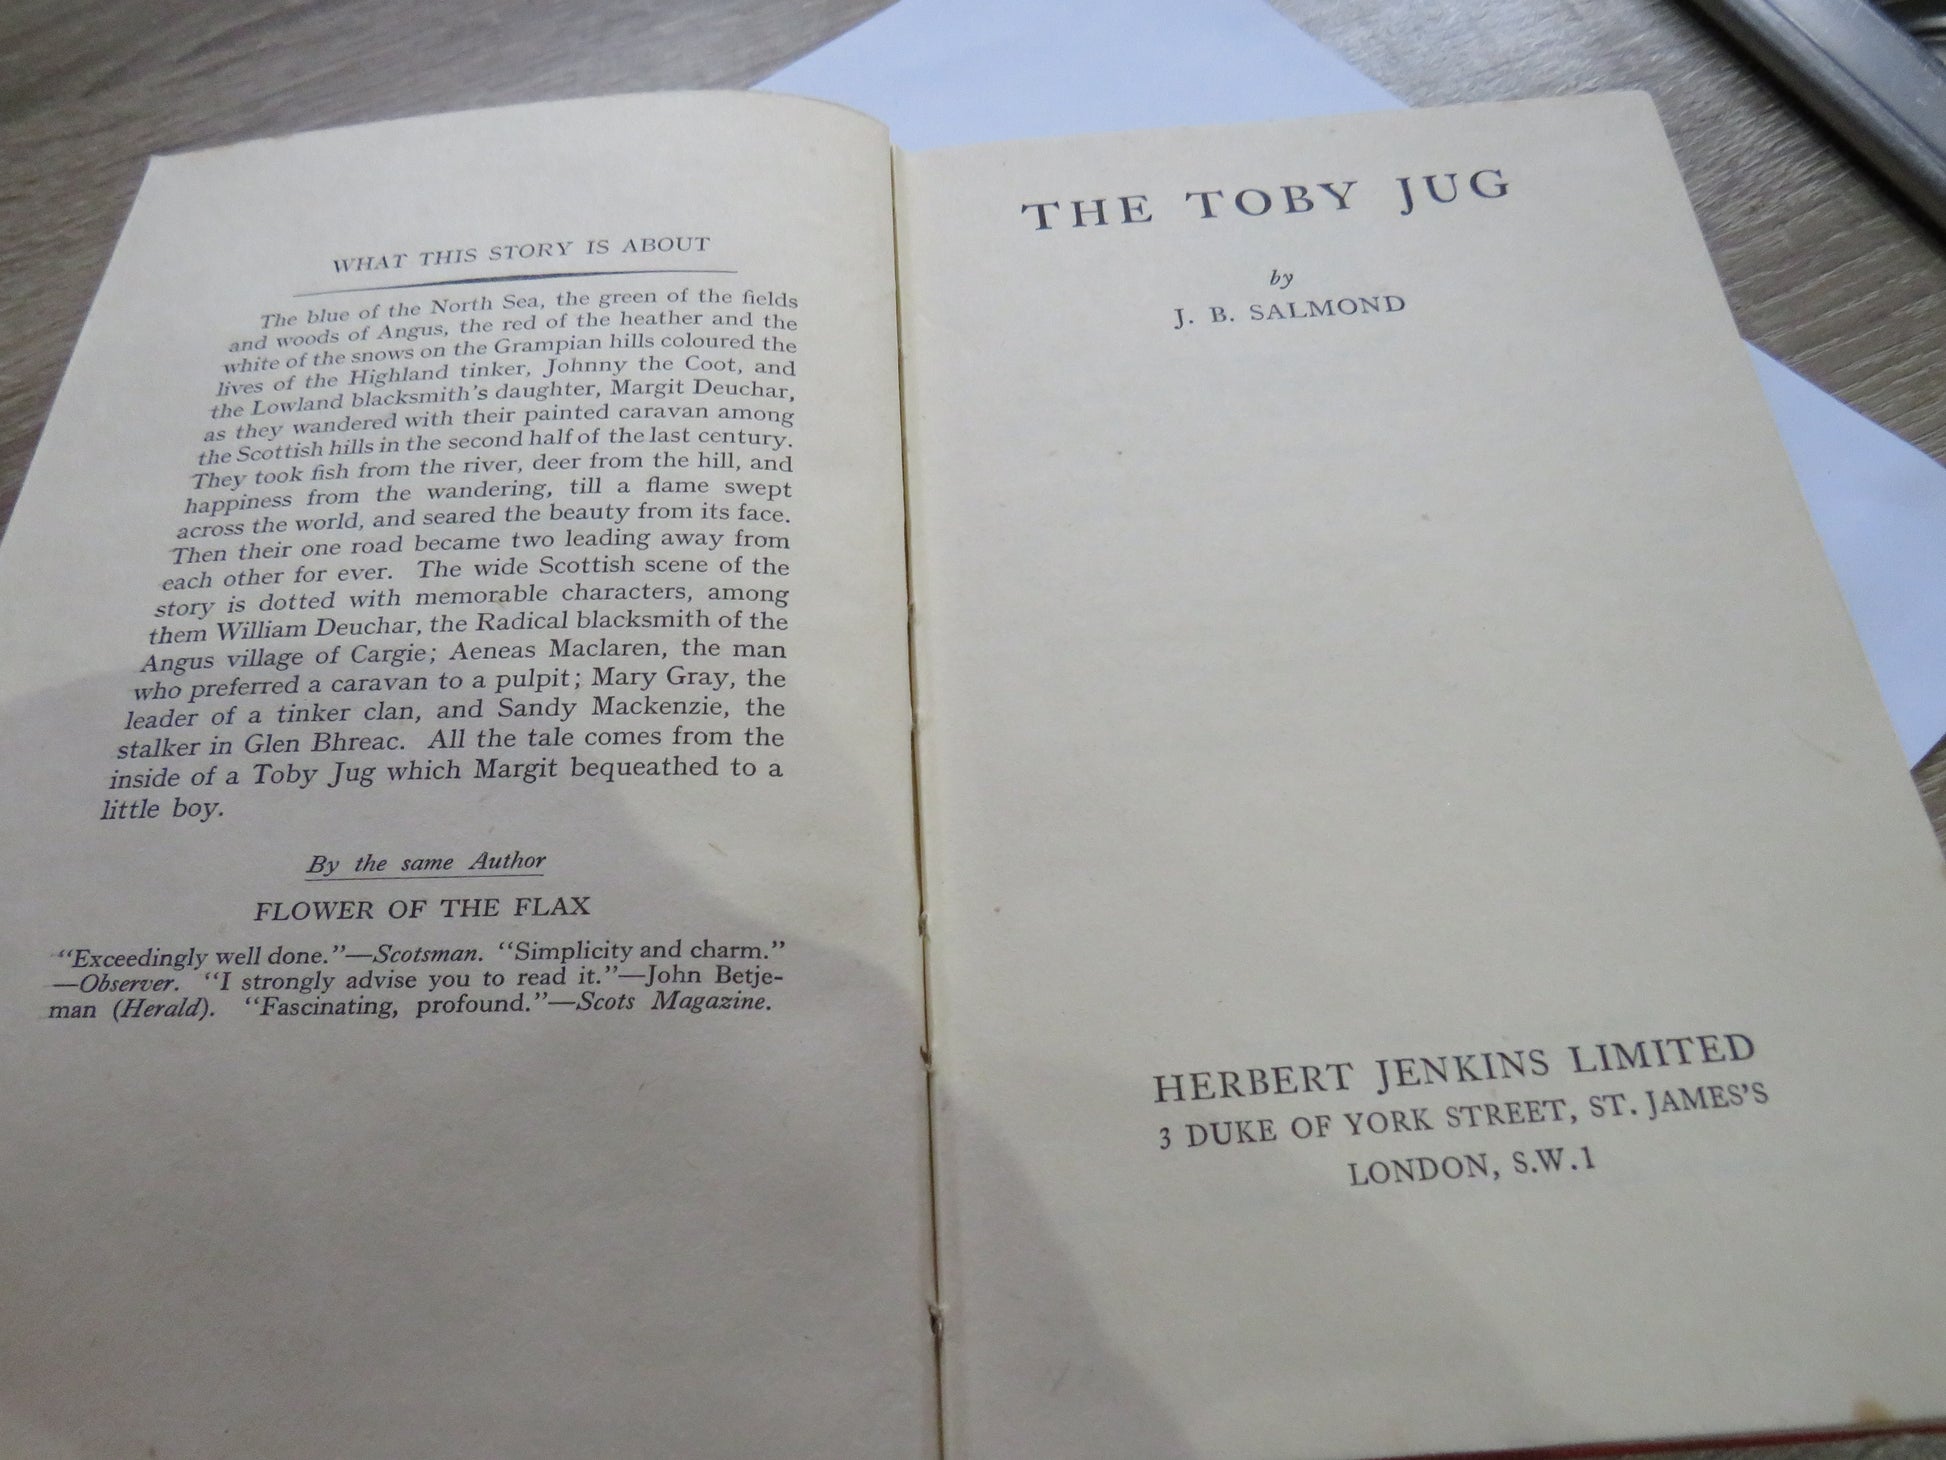 WHAT THIS STORY IS ABOUT
The blue of the North Sea, the green of the fields
and woods of Angus, the red of the heather and the
white of the snows on the Grampian hills coloured the
lives of the Highland tinker, Johnny the Coot, and
the Lowland blacksmith's daughter, Margit Deuchar,
as they wandered with their painted caravan among
the Scottish hills in the second half of the last century.
They took fish from the river, deer from the hill, and
happiness from the wandering, till a flame swept
across the world, and seared the beauty from its face.
Then their one road became two leading away from
each other for ever. The wide Scottish scene of the
story is dotted with memorable characters, among
them William Deuchar, the Radical blacksmith of the
Angus village of Cargie; Aeneas Maclaren, the man
who preferred a caravan to a pulpit; Mary Gray, the
leader of a tinker clan, and Sandy Mackenzie, the
stalker in Glen Bhreac. All the tale comes from the
inside of a Toby Jug which Margit bequeathed to a
little boy.
By the same Author
FLOWER OF THE FLAX
"Exceedingly well done."—Scotsman. "Simplicity and charm."
—Observer. "I strongly advise you to read it."—John Betje-
man (Herald). "Fascinating, profound."—Scots Magazine.
THE TOBY JUG
by
J. B. SALMOND
HERBERT JENKINS LIMITED
3 DUKE OF YORK STREET, ST. JAMES'S
LONDON, S.W.1